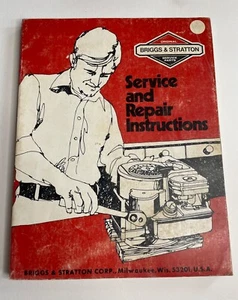 BRIGGS & STRATTON
Service
and
Repair
Instructions
BRIGGS & STRATTON CORP., Milwaukee, Wis. 53201, U.S.A.